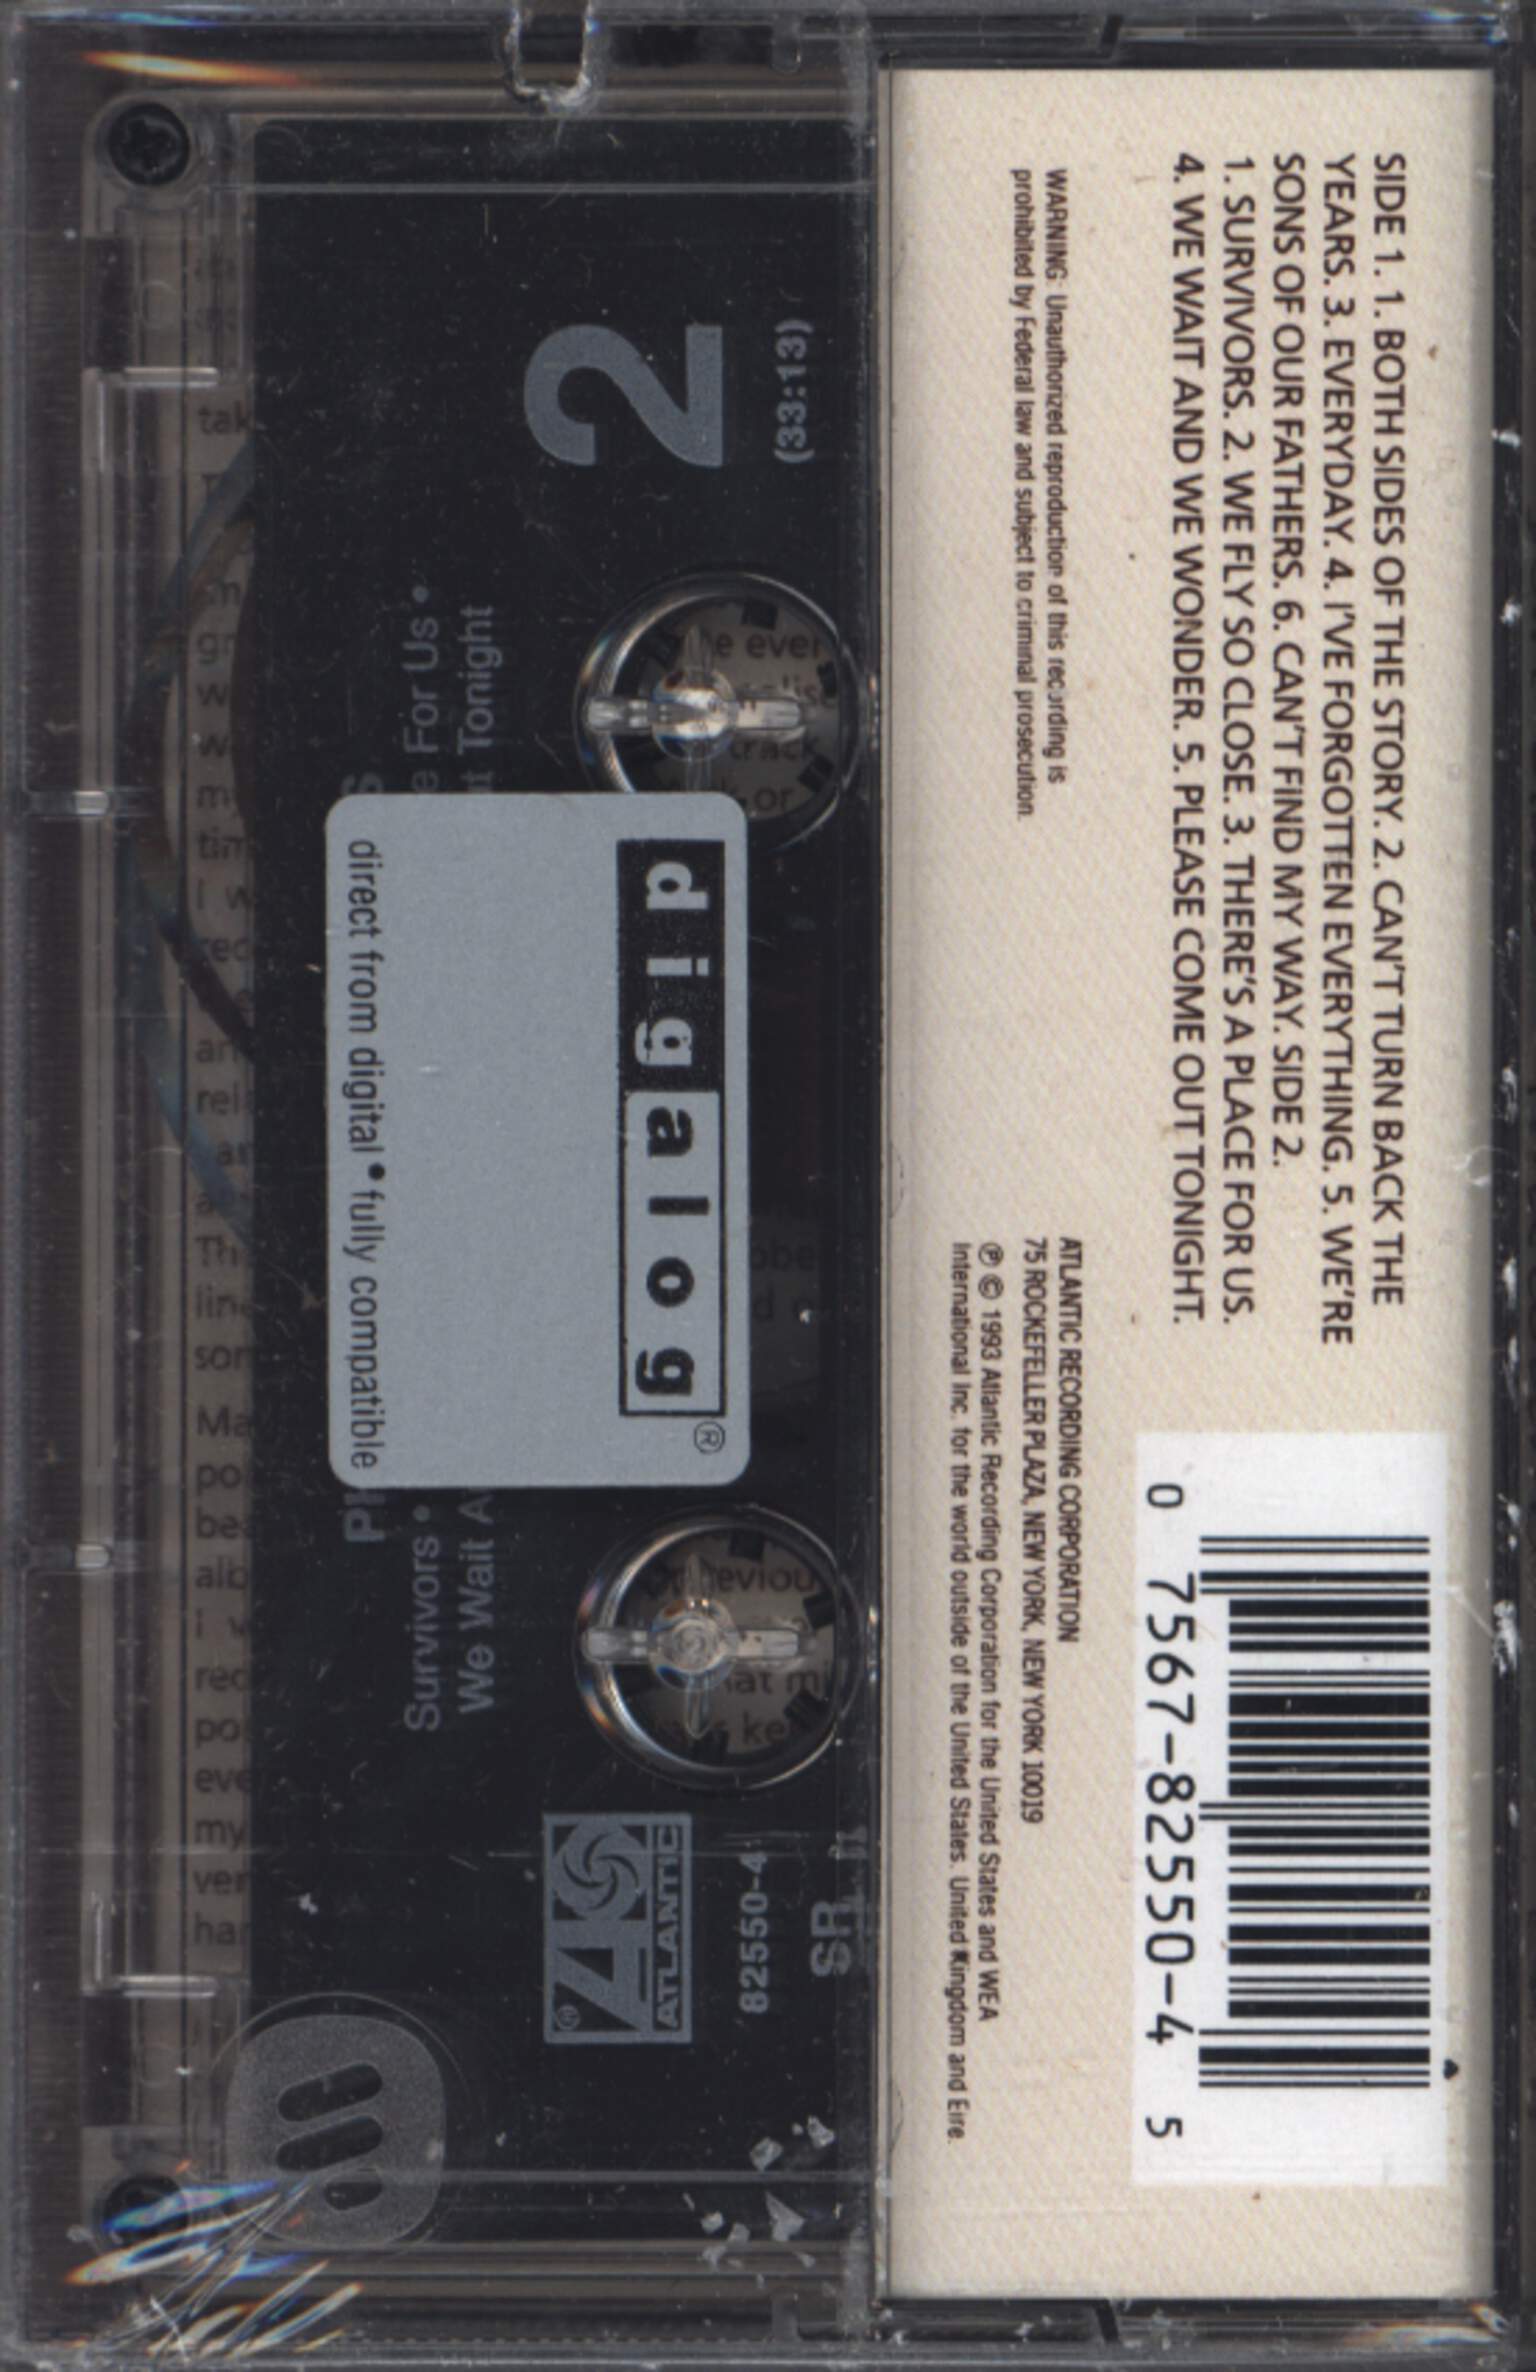 SIDE 1. 1. BOTH SIDES OF THE STORY. 2. CAN'T TURN BACK THE
YEARS. 3. EVERYDAY. 4. I'VE FORGOTTEN EVERYTHING. 5. WE'RE
SONS OF OUR FATHERS. 6. CAN'T FIND MY WAY. SIDE 2.
1. SURVIVORS. 2. WE FLY SO CLOSE. 3. THERE'S A PLACE FOR US.
4. WE WAIT AND WE WONDER. 5. PLEASE COME OUT TONIGHT.
WARNING: Unauthorized reproduction of this recording is
prohibited by Federal law and subject to criminal prosecution.
ATLANTIC RECORDING CORPORATION
75 ROCKEFELLER PLAZA, NEW YORK, NEW YORK 10019
℗ © 1993 Atlantic Recording Corporation for the United States and WEA
International Inc. for the world outside of the United States. United Kingdom and Eire.
0 7567-82550-4 5
2
(33:13)
ATLANTIC
®
82550-4
digalog®
direct from digital • fully compatible
Survivors •
For Us •
We Wait
Tonight